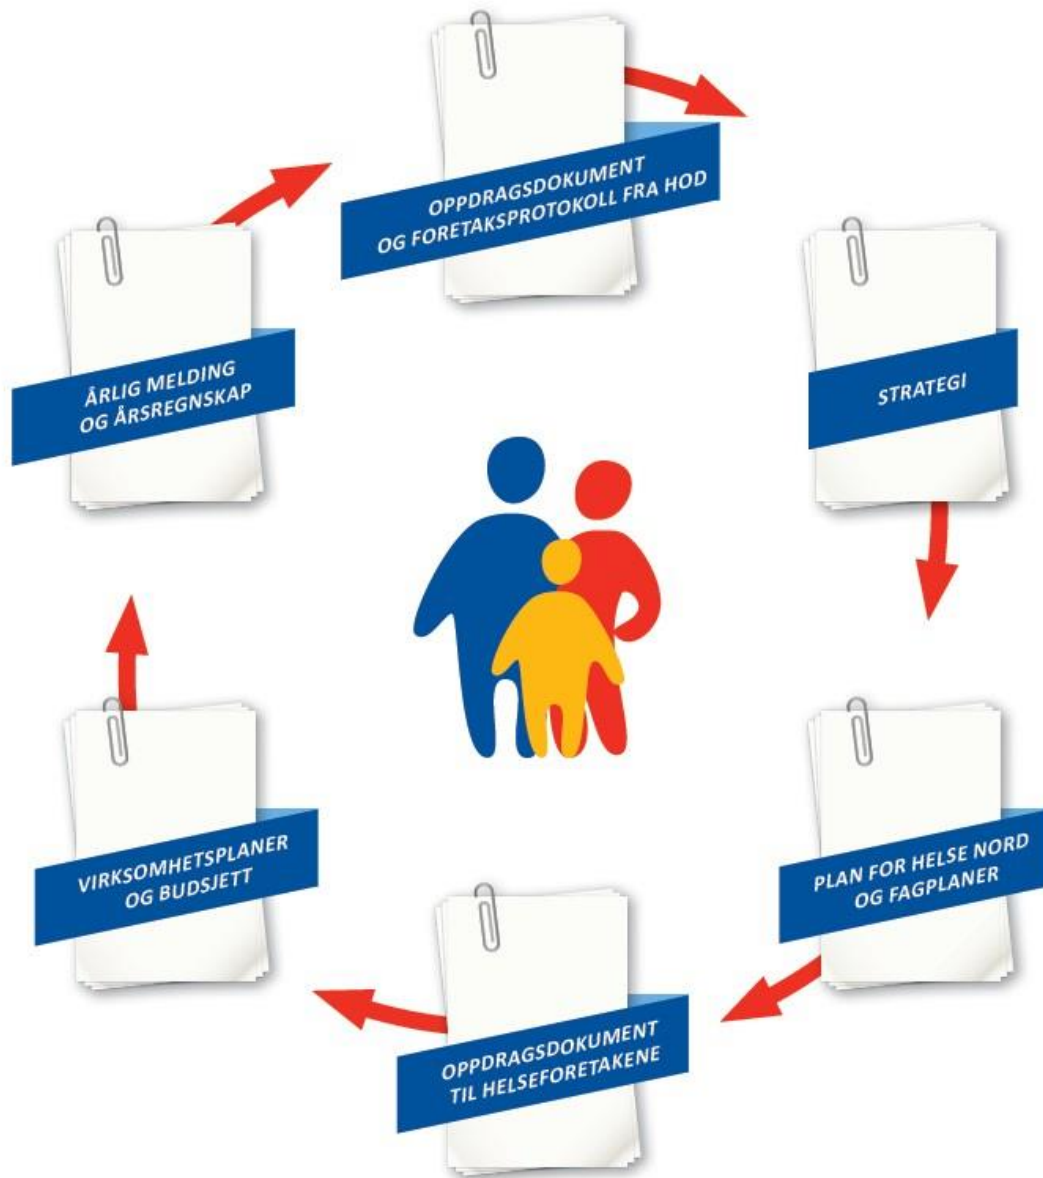 OPPDRAGSDOKUMENT
OG FORETAKSPROTOKOLL FRA HOD
STRATEGI
PLAN FOR HELSE NORD
OG FAGPLANER
OPPDRAGSDOKUMENT
TIL HELSEFORETAKENE
VIRKSOMHETSPLANER
OG BUDSJETT
ÅRLIG MELDING
OG ÅRSREGNSKAP